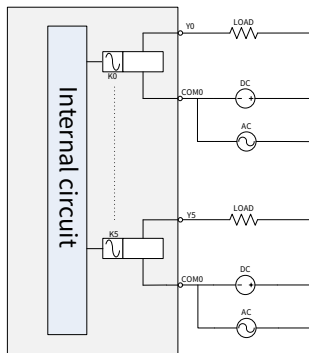 Y0
LOAD
K0
COM0
DC
AC
Internal circuit
Y5
LOAD
K5
COM0
DC
AC